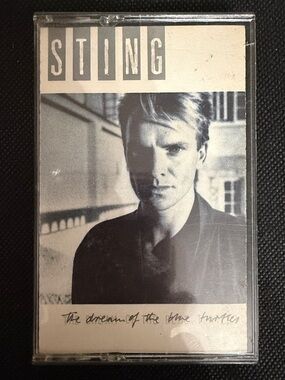 STING
the dream of the blue turtles